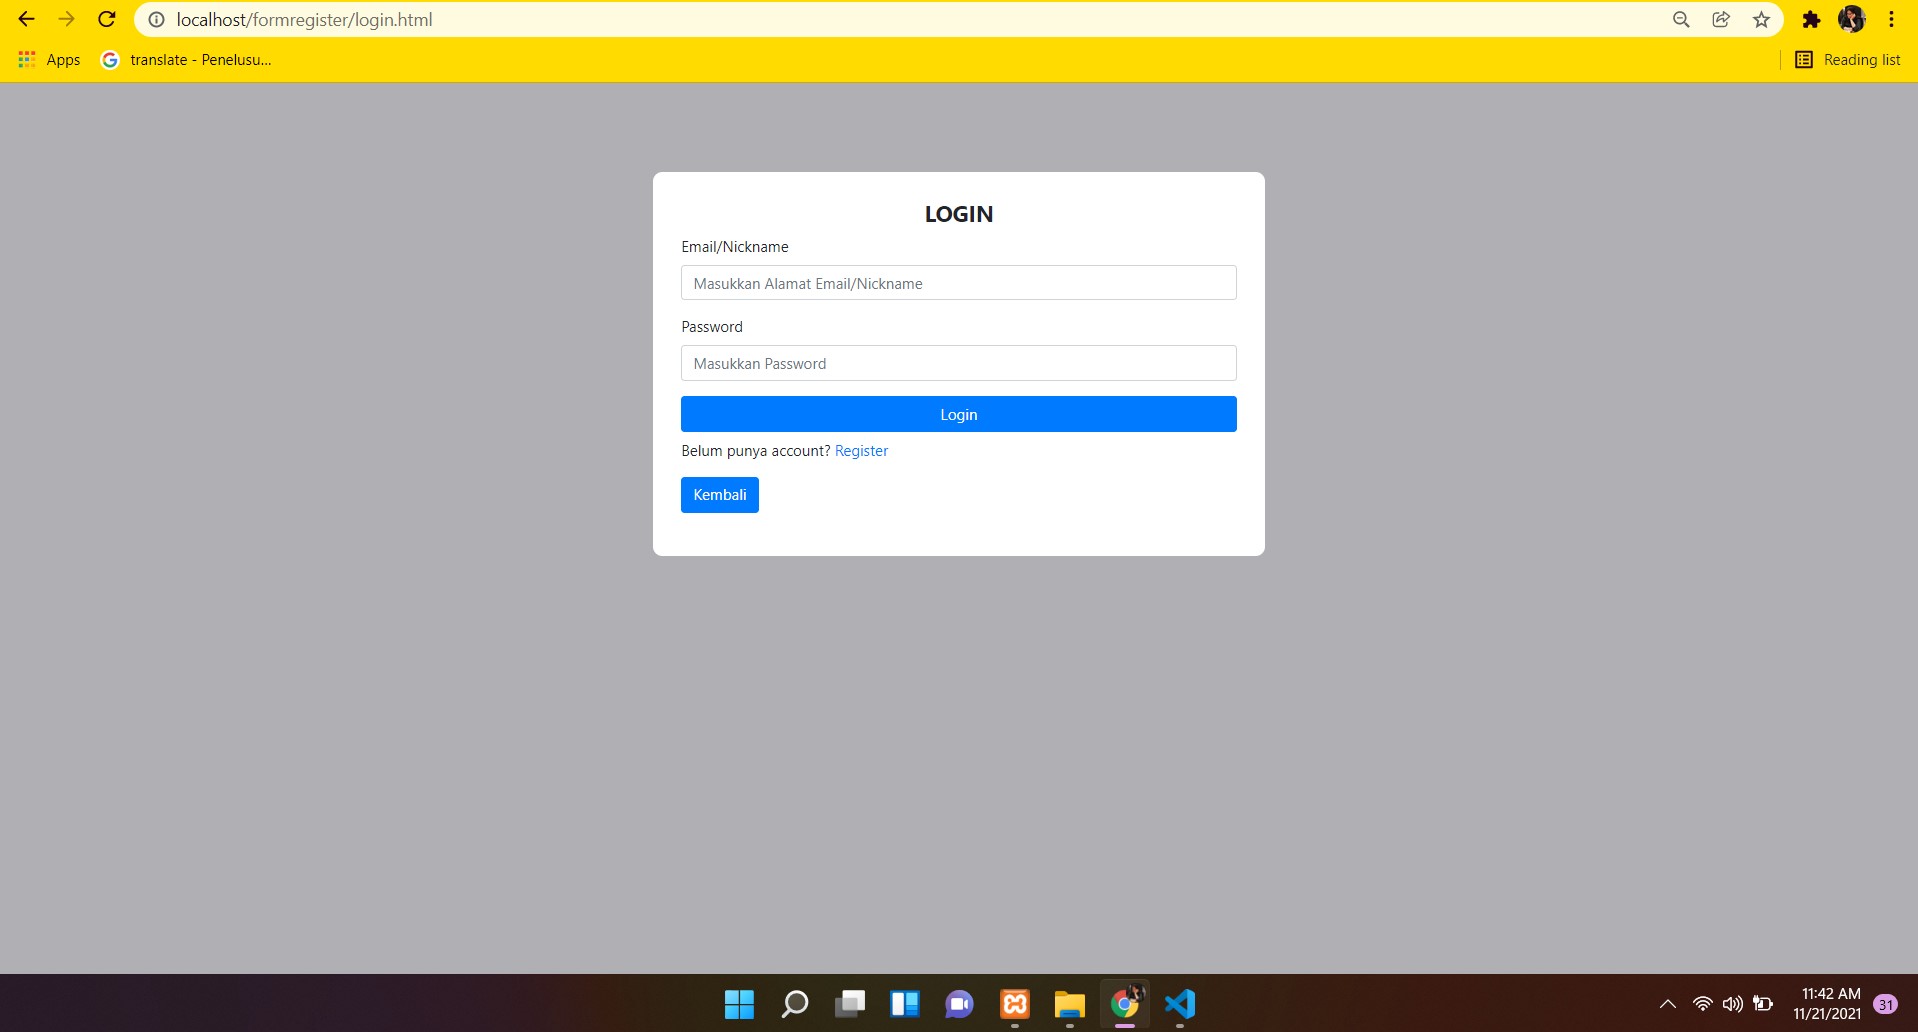 localhost/formregister/login.html
Apps
translate - Penelusu...
Reading list
LOGIN
Email/Nickname
Masukkan Alamat Email/Nickname
Password
Masukkan Password
Login
Belum punya account? Register
Kembali
11:42 AM
11/21/2021
31